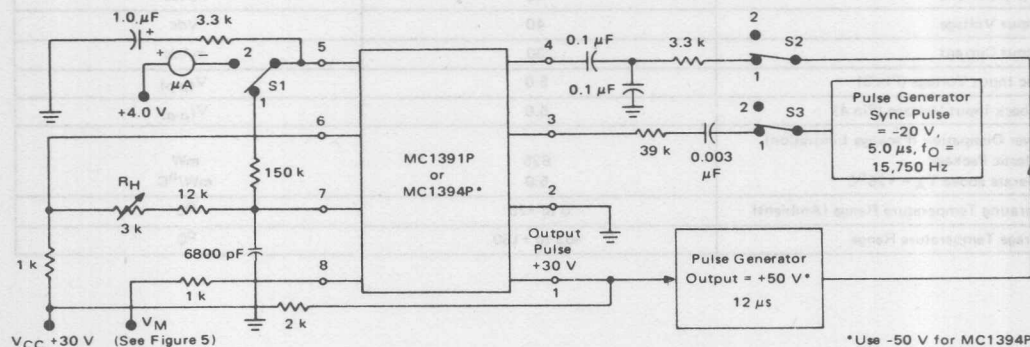 1.0 µF
+
3.3 k
− µA
+4.0 V
2
S1
1
5
6
7
8
150 k
R_H
3 k
12 k
6800 pF
1 k
1 k
2 k
V_CC +30 V
V_M
(See Figure 5)
MC1391P
or
MC1394P*
4
3
2
1
Output
Pulse
+30 V
0.1 µF
0.1 µF
3.3 k
2
1
S2
39 k
0.003
µF
2
1
S3
Pulse Generator
Sync Pulse
= -20 V,
5.0 µs, fO =
15,750 Hz
Pulse Generator
Output = +50 V*
12 µs
*Use -50 V for MC1394P